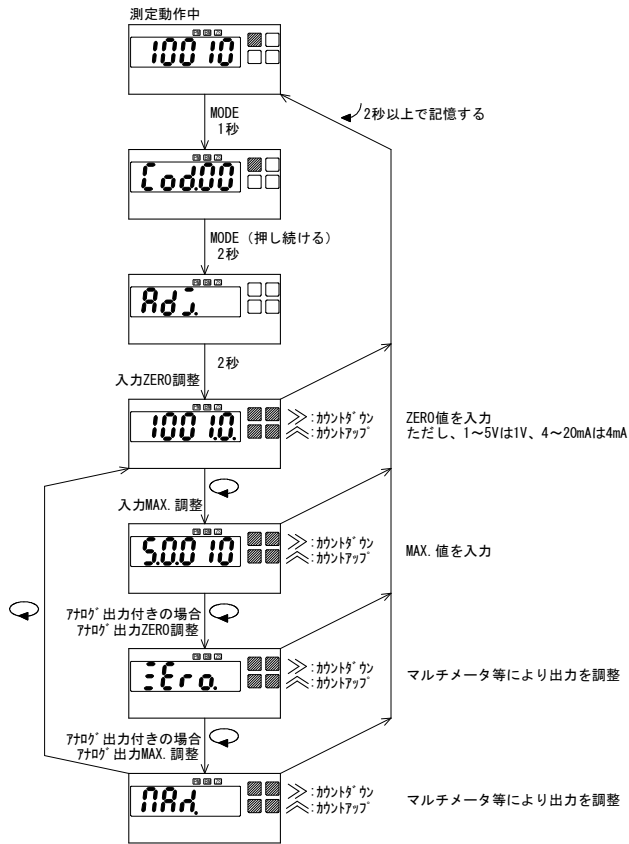 測定動作中
10010
2秒以上で記憶する
MODE
1秒
Cod.00
MODE（押し続ける）
2秒
Adj.
2秒
入力ZERO調整
1001.0.
≫:ｶｳﾝﾄﾀﾞｳﾝ
︽:ｶｳﾝﾄｱｯﾌﾟ
ZERO値を入力
ただし、1～5Vは1V、4～20mAは4mA
入力MAX.調整
5.0.0 10
≫:ｶｳﾝﾄﾀﾞｳﾝ
︽:ｶｳﾝﾄｱｯﾌﾟ
MAX.値を入力
ｱﾅﾛｸﾞ出力付きの場合
ｱﾅﾛｸﾞ出力ZERO調整
Zero.
≫:ｶｳﾝﾄﾀﾞｳﾝ
︽:ｶｳﾝﾄｱｯﾌﾟ
マルチメータ等により出力を調整
ｱﾅﾛｸﾞ出力付きの場合
ｱﾅﾛｸﾞ出力MAX.調整
≫:ｶｳﾝﾄﾀﾞｳﾝ
︽:ｶｳﾝﾄｱｯﾌﾟ
マルチメータ等により出力を調整